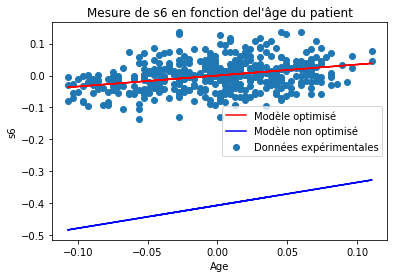 Mesure de s6 en fonction del'âge du patient
0.1
0.0
−0.1
−0.2
−0.3
−0.4
−0.5
s6
Modèle optimisé
Modèle non optimisé
Données expérimentales
−0.10
−0.05
0.00
0.05
0.10
Age